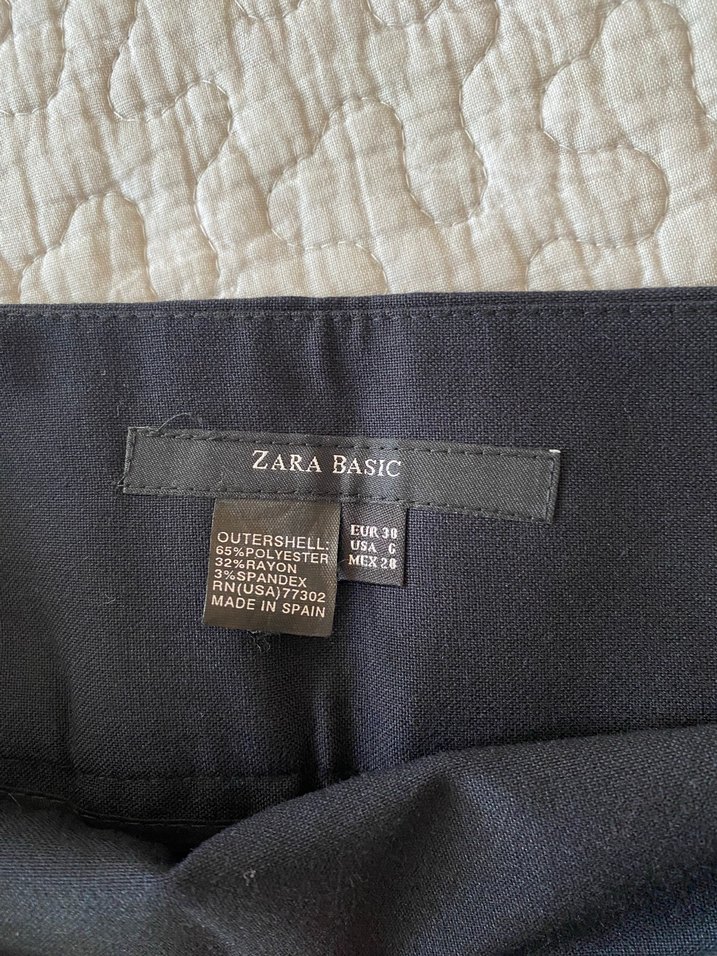 ZARA BASIC
OUTERSHELL:
65%POLYESTER
32%RAYON
3%SPANDEX
RN(USA)77302
MADE IN SPAIN
EUR 38
USA 6
MEX 28